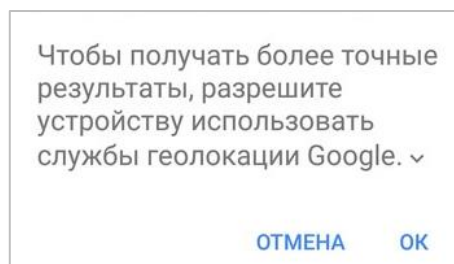 Чтобы получать более точные
результаты, разрешите
устройству использовать
службы геолокации Google.
ОТМЕНА ОК